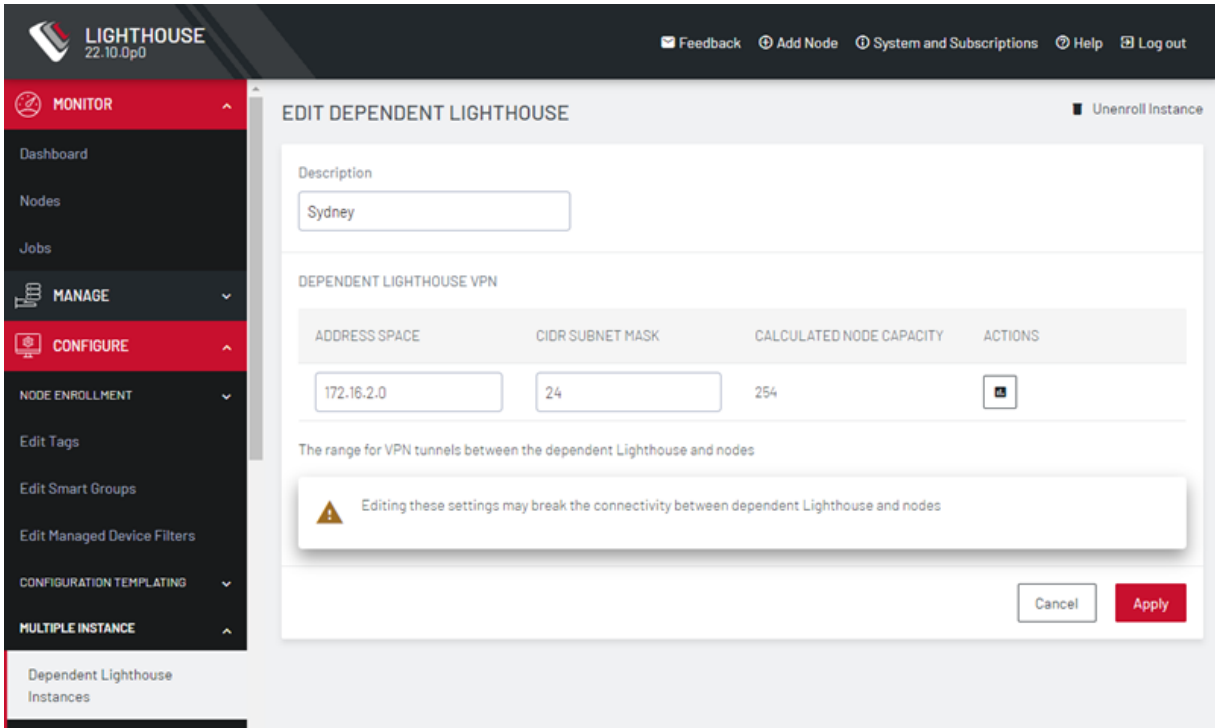 LIGHTHOUSE
22.10.0p0
Feedback
Add Node
System and Subscriptions
Help
Log out
MONITOR
Dashboard
Nodes
Jobs
MANAGE
CONFIGURE
NODE ENROLLMENT
Edit Tags
Edit Smart Groups
Edit Managed Device Filters
CONFIGURATION TEMPLATING
MULTIPLE INSTANCE
Dependent Lighthouse
Instances
EDIT DEPENDENT LIGHTHOUSE
Unenroll Instance
Description
Sydney
DEPENDENT LIGHTHOUSE VPN
ADDRESS SPACE CIDR SUBNET MASK CALCULATED NODE CAPACITY ACTIONS
172.16.2.0 24 254
The range for VPN tunnels between the dependent Lighthouse and nodes
Editing these settings may break the connectivity between dependent Lighthouse and nodes
Cancel Apply